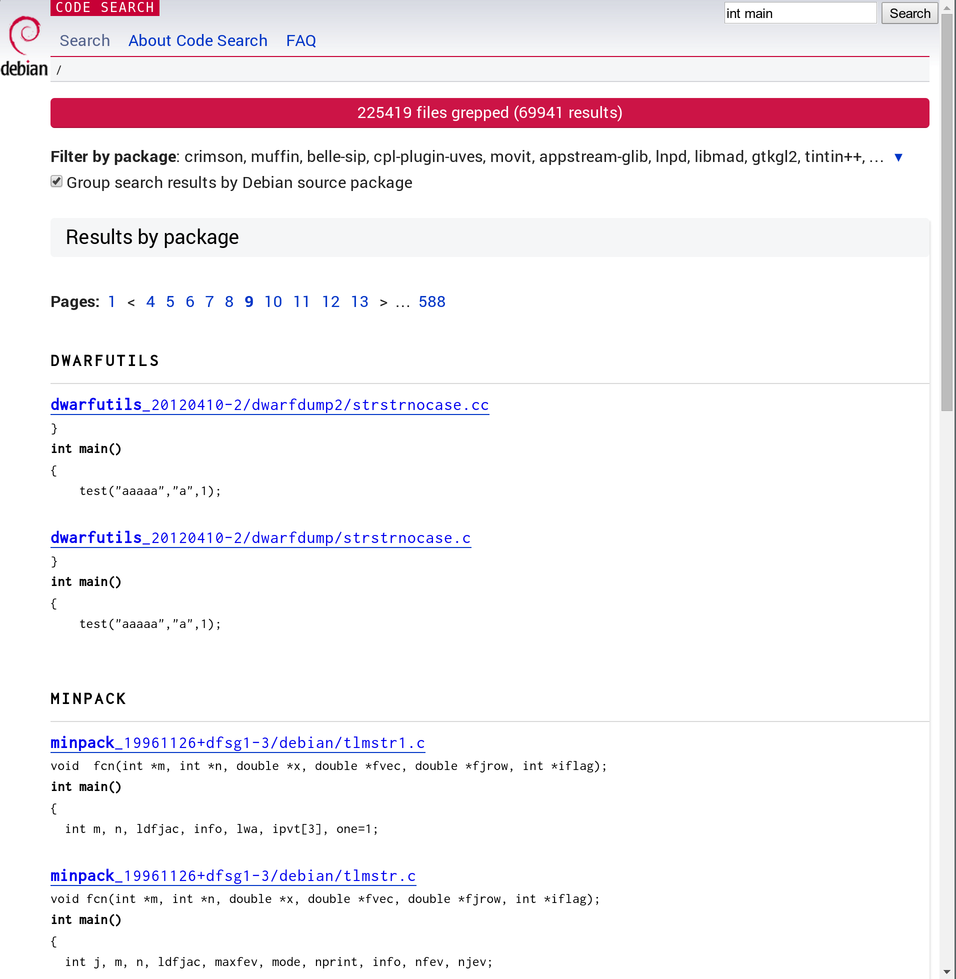 CODE SEARCH
int main
Search
Search About Code Search FAQ
debian
/
225419 files grepped (69941 results)
Filter by package: crimson, muffin, belle-sip, cpl-plugin-uves, movit, appstream-glib, lnpd, libmad, gtkgl2, tintin++, … ▼
Group search results by Debian source package
Results by package
Pages: 1 < 4 5 6 7 8 9 10 11 12 13 > … 588
DWARFUTILS
dwarfutils_20120410-2/dwarfdump2/strstrnocase.cc
}
int main()
{
    test("aaaaa","a",1);
dwarfutils_20120410-2/dwarfdump/strstrnocase.c
}
int main()
{
    test("aaaaa","a",1);
MINPACK
minpack_19961126+dfsg1-3/debian/tlmstr1.c
void  fcn(int *m, int *n, double *x, double *fvec, double *fjrow, int *iflag);
int main()
{
  int m, n, ldfjac, info, lwa, ipvt[3], one=1;
minpack_19961126+dfsg1-3/debian/tlmstr.c
void fcn(int *m, int *n, double *x, double *fvec, double *fjrow, int *iflag);
int main()
{
  int j, m, n, ldfjac, maxfev, mode, nprint, info, nfev, njev;